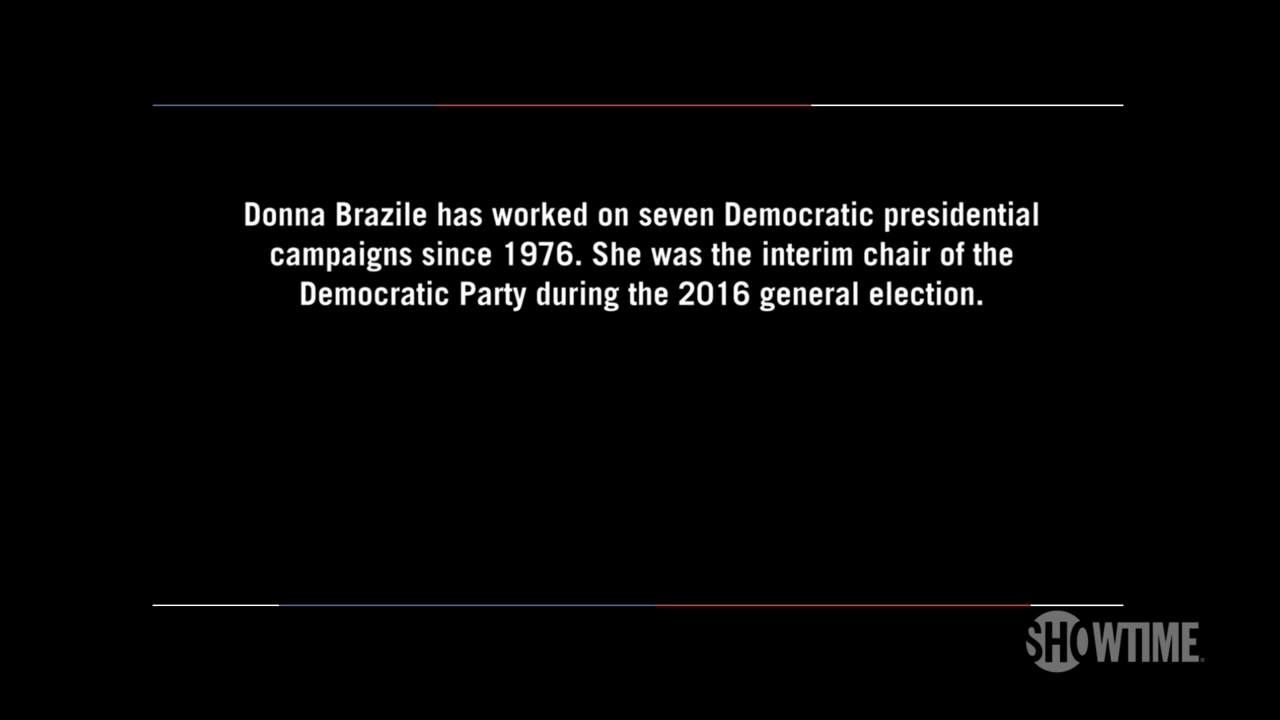 Donna Brazile has worked on seven Democratic presidential
campaigns since 1976. She was the interim chair of the
Democratic Party during the 2016 general election.
SHOWTIME